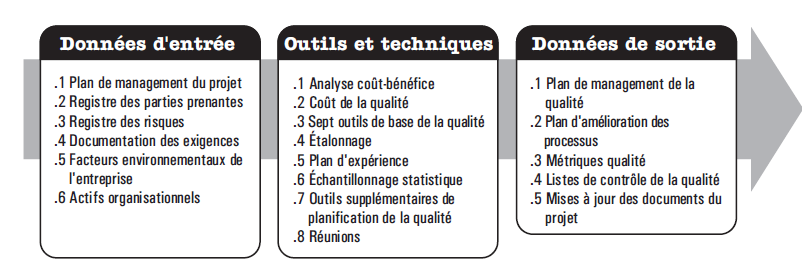 Données d'entrée
.1 Plan de management du projet
.2 Registre des parties prenantes
.3 Registre des risques
.4 Documentation des exigences
.5 Facteurs environnementaux de
l'entreprise
.6 Actifs organisationnels
Outils et techniques
.1 Analyse coût-bénéfice
.2 Coût de la qualité
.3 Sept outils de base de la qualité
.4 Étalonnage
.5 Plan d'expérience
.6 Échantillonnage statistique
.7 Outils supplémentaires de
planification de la qualité
.8 Réunions
Données de sortie
.1 Plan de management de la
qualité
.2 Plan d'amélioration des
processus
.3 Métriques qualité
.4 Listes de contrôle de la qualité
.5 Mises à jour des documents du
projet